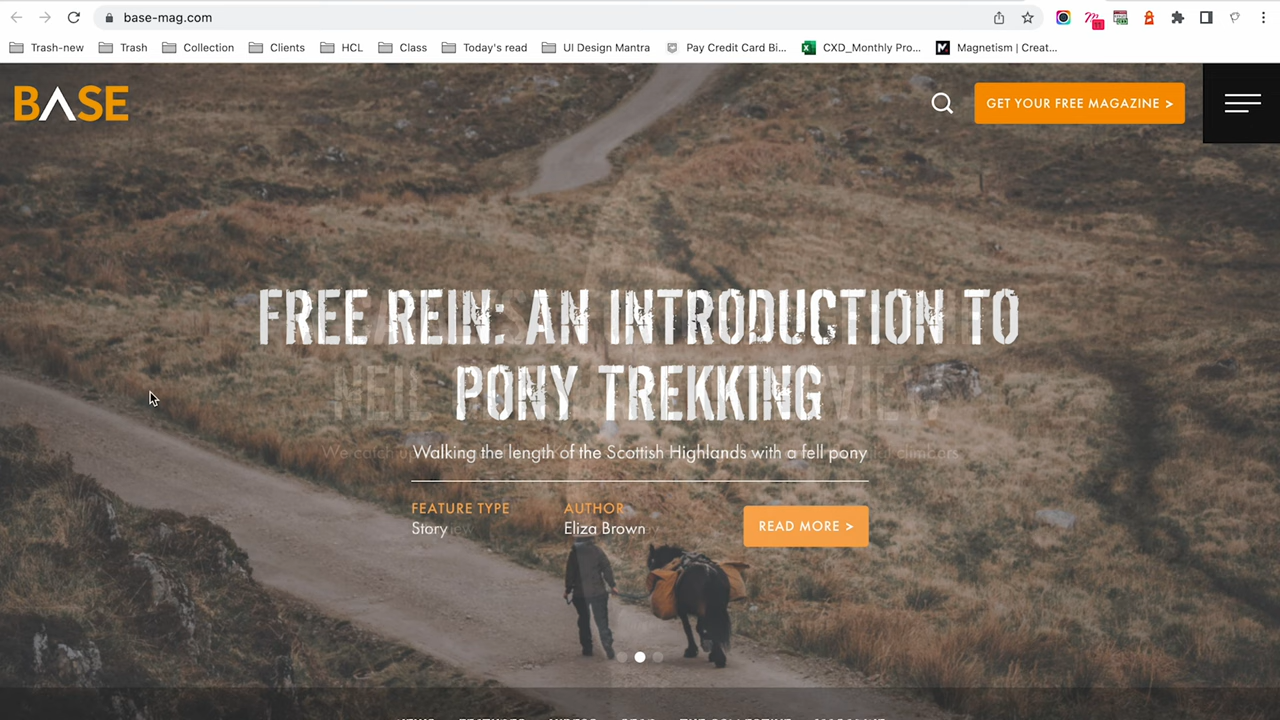 base-mag.com
Trash-new
Trash
Collection
Clients
HCL
Class
Today's read
UI Design Mantra
Pay Credit Card Bi...
CXD_Monthly Pro...
Magnetism | Creat...
BASE
GET YOUR FREE MAGAZINE >
FREE REIN: AN INTRODUCTION TO
PONY TREKKING
Walking the length of the Scottish Highlands with a fell pony
FEATURE TYPE
AUTHOR
Story
Eliza Brown
READ MORE >